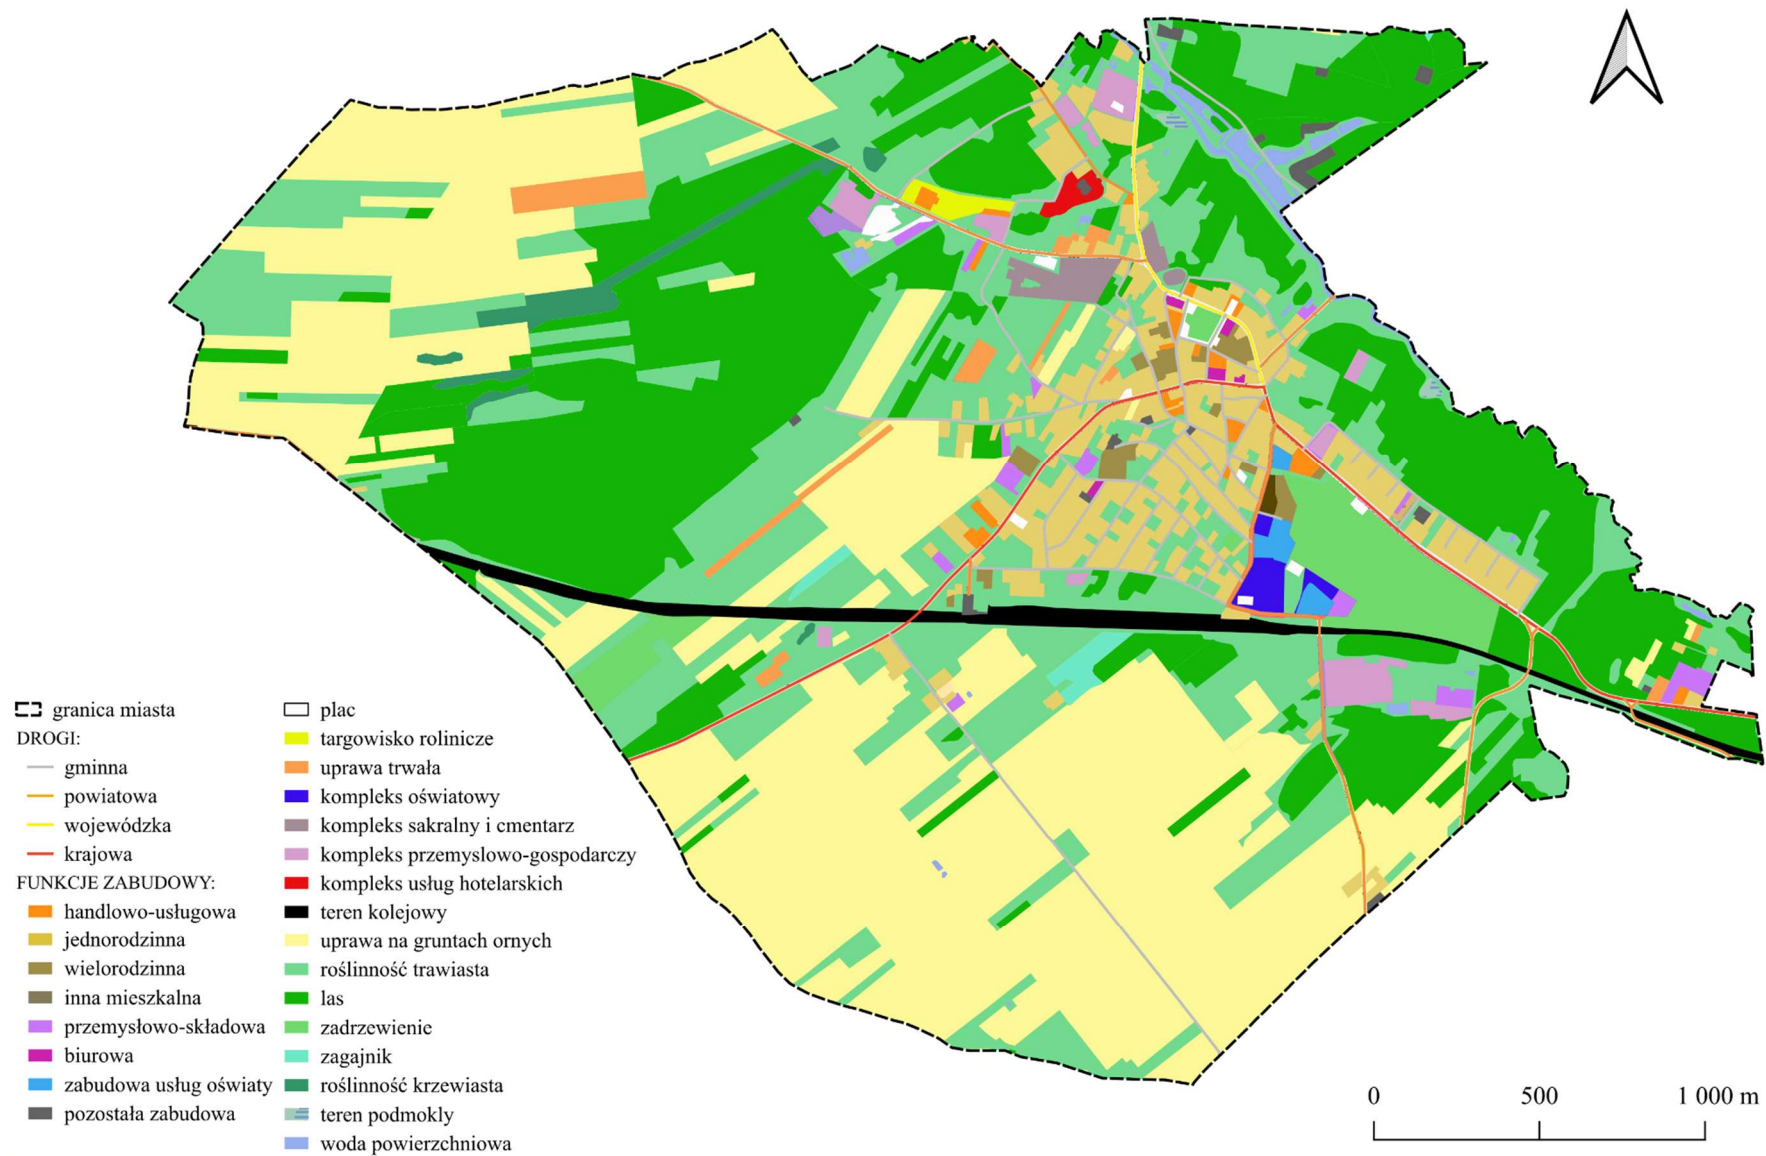 granica miasta
DROGI:
gminna
powiatowa
wojewódzka
krajowa
FUNKCJE ZABUDOWY:
handlowo-usługowa
jednorodzinna
wielorodzinna
inna mieszkalna
przemysłowo-składowa
biurowa
zabudowa usług oświaty
pozostała zabudowa
plac
targowisko rolinicze
uprawa trwała
kompleks oświatowy
kompleks sakralny i cmentarz
kompleks przemyslowo-gospodarczy
kompleks usług hotelarskich
teren kolejowy
uprawa na gruntach ornych
roślinność trawiasta
las
zadrzewienie
zagajnik
roślinność krzewiasta
teren podmokly
woda powierzchniowa
0 500 1 000 m